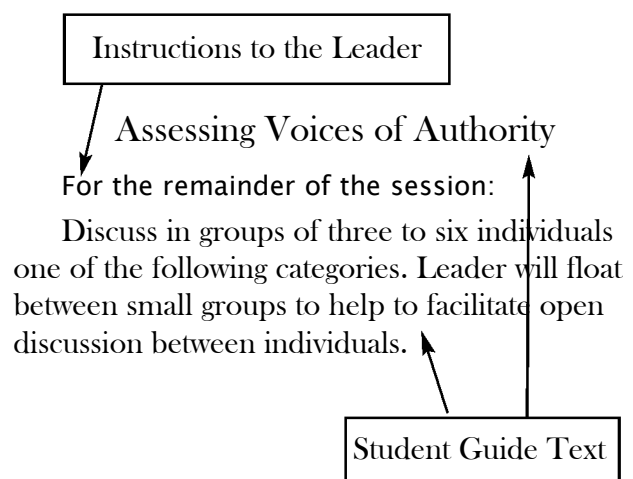 Instructions to the Leader
Assessing Voices of Authority
For the remainder of the session:
Discuss in groups of three to six individuals
one of the following categories. Leader will float
between small groups to help to facilitate open
discussion between individuals.
Student Guide Text